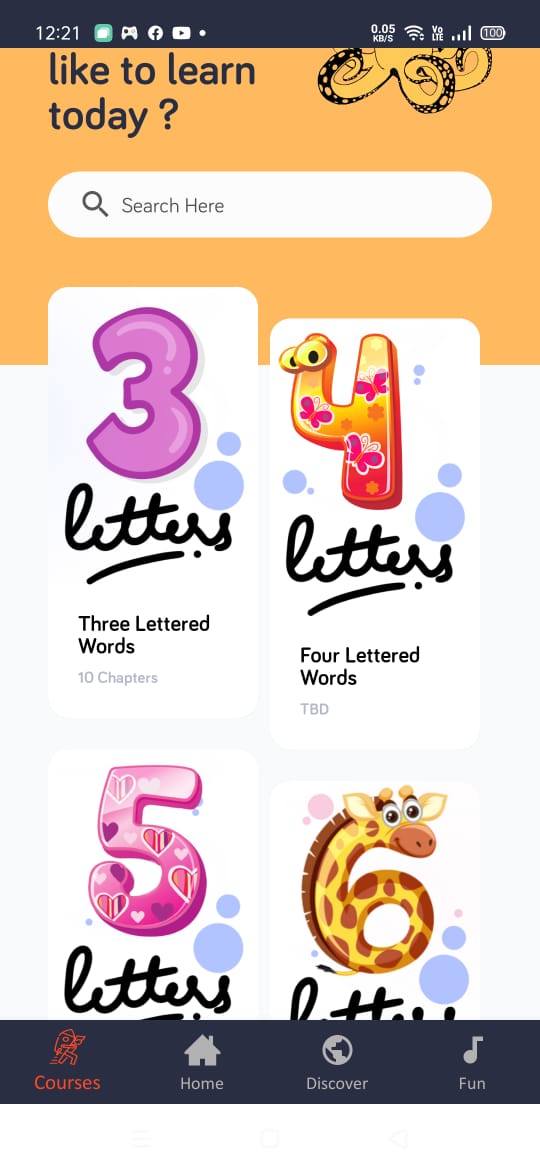 12:21
0.05 KB/S
Vo LTE
100
like to learn
today ?
Search Here
3
letters
Three Lettered
Words
10 Chapters
4
letters
Four Lettered
Words
TBD
5
letters
6
letters
Courses
Home
Discover
Fun